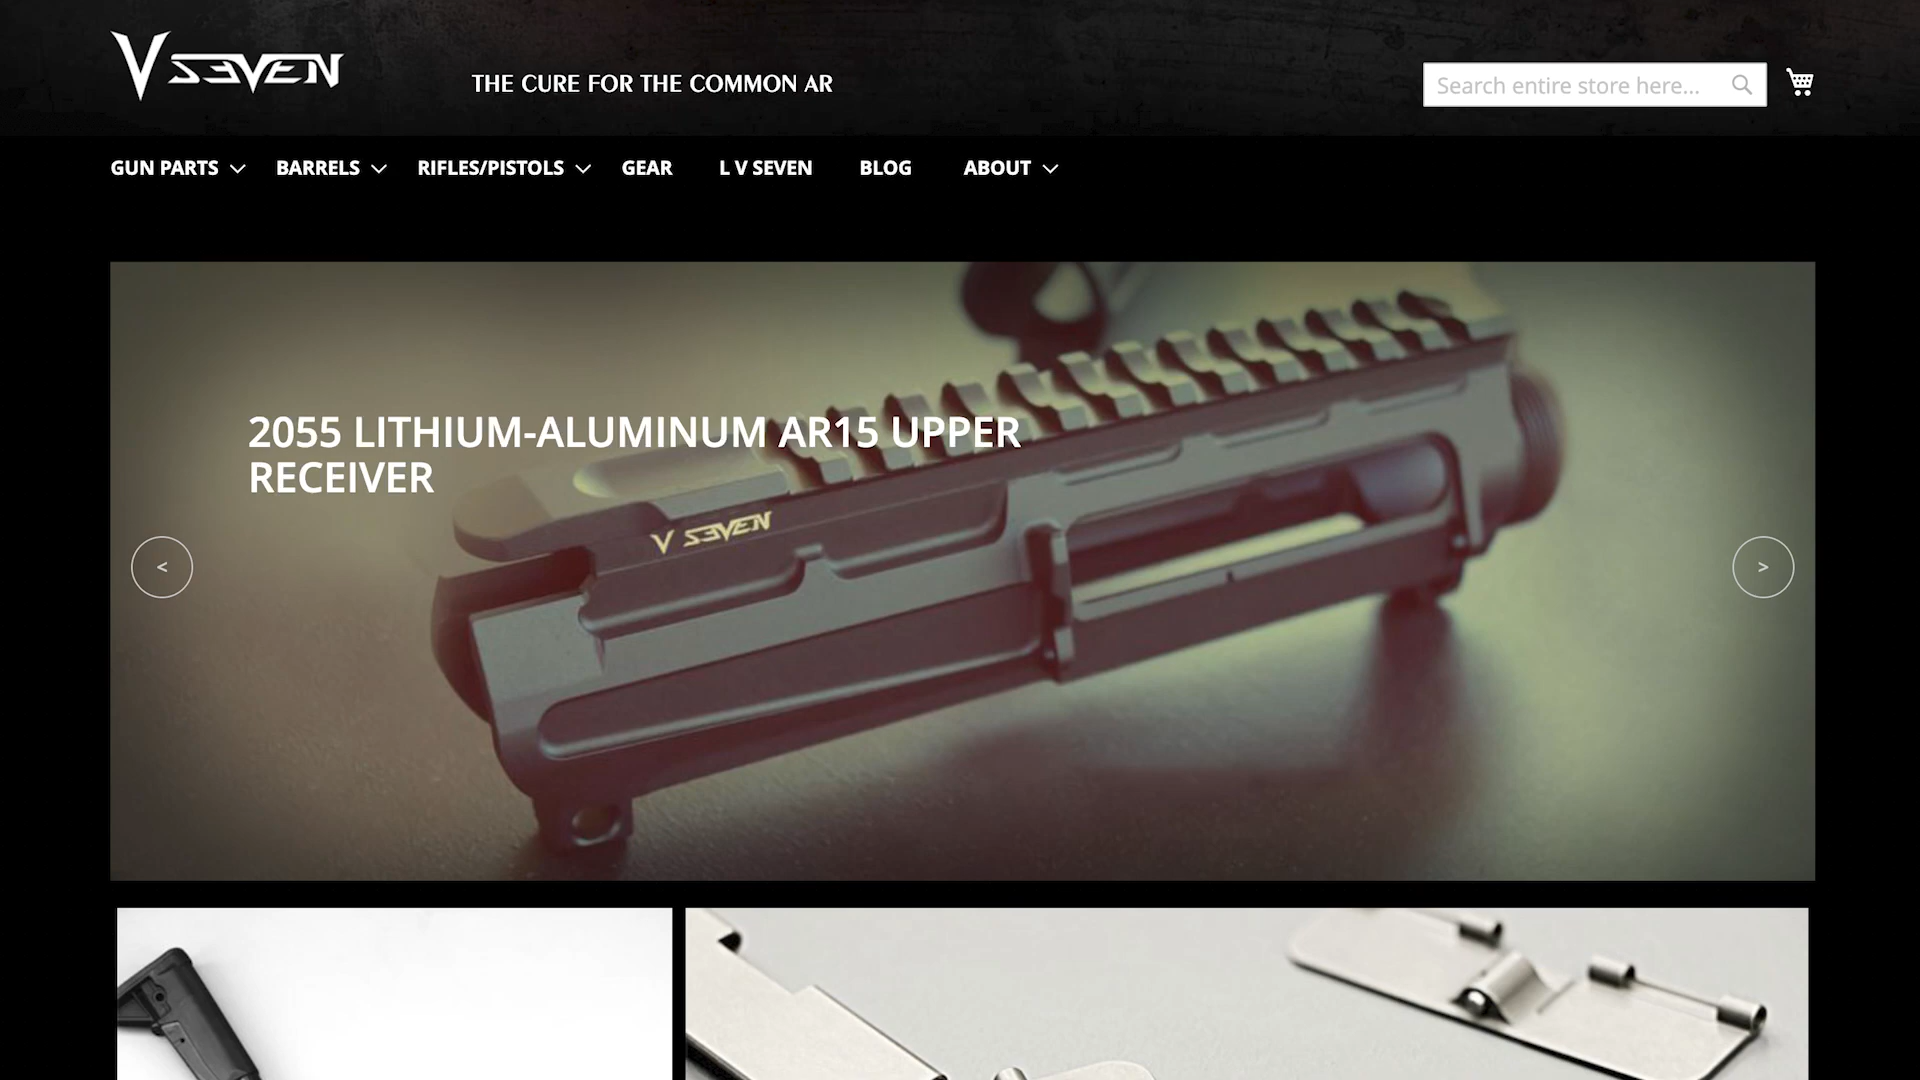 V SEVEN
THE CURE FOR THE COMMON AR
Search entire store here...
GUN PARTS
BARRELS
RIFLES/PISTOLS
GEAR
L V SEVEN
BLOG
ABOUT
2055 LITHIUM-ALUMINUM AR15 UPPER
RECEIVER
V SEVEN
<
>